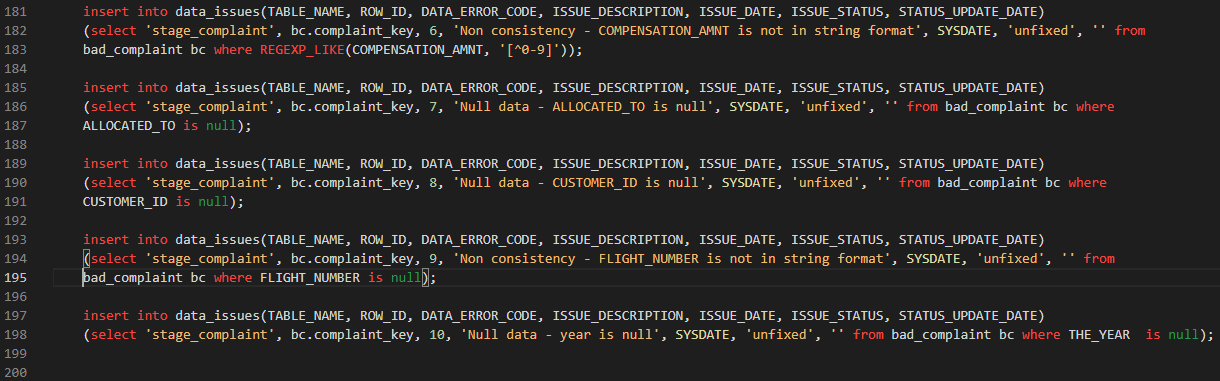 181 insert into data_issues(TABLE_NAME, ROW_ID, DATA_ERROR_CODE, ISSUE_DESCRIPTION, ISSUE_DATE, ISSUE_STATUS, STATUS_UPDATE_DATE)
182 (select 'stage_complaint', bc.complaint_key, 6, 'Non consistency - COMPENSATION_AMNT is not in string format', SYSDATE, 'unfixed', '' from
183 bad_complaint bc where REGEXP_LIKE(COMPENSATION_AMNT, '[^0-9]'));
184
185 insert into data_issues(TABLE_NAME, ROW_ID, DATA_ERROR_CODE, ISSUE_DESCRIPTION, ISSUE_DATE, ISSUE_STATUS, STATUS_UPDATE_DATE)
186 (select 'stage_complaint', bc.complaint_key, 7, 'Null data - ALLOCATED_TO is null', SYSDATE, 'unfixed', '' from bad_complaint bc where
187 ALLOCATED_TO is null);
188
189 insert into data_issues(TABLE_NAME, ROW_ID, DATA_ERROR_CODE, ISSUE_DESCRIPTION, ISSUE_DATE, ISSUE_STATUS, STATUS_UPDATE_DATE)
190 (select 'stage_complaint', bc.complaint_key, 8, 'Null data - CUSTOMER_ID is null', SYSDATE, 'unfixed', '' from bad_complaint bc where
191 CUSTOMER_ID is null);
192
193 insert into data_issues(TABLE_NAME, ROW_ID, DATA_ERROR_CODE, ISSUE_DESCRIPTION, ISSUE_DATE, ISSUE_STATUS, STATUS_UPDATE_DATE)
194 (select 'stage_complaint', bc.complaint_key, 9, 'Non consistency - FLIGHT_NUMBER is not in string format', SYSDATE, 'unfixed', '' from
195 bad_complaint bc where FLIGHT_NUMBER is null);
196
197 insert into data_issues(TABLE_NAME, ROW_ID, DATA_ERROR_CODE, ISSUE_DESCRIPTION, ISSUE_DATE, ISSUE_STATUS, STATUS_UPDATE_DATE)
198 (select 'stage_complaint', bc.complaint_key, 10, 'Null data - year is null', SYSDATE, 'unfixed', '' from bad_complaint bc where THE_YEAR  is null);
199
200